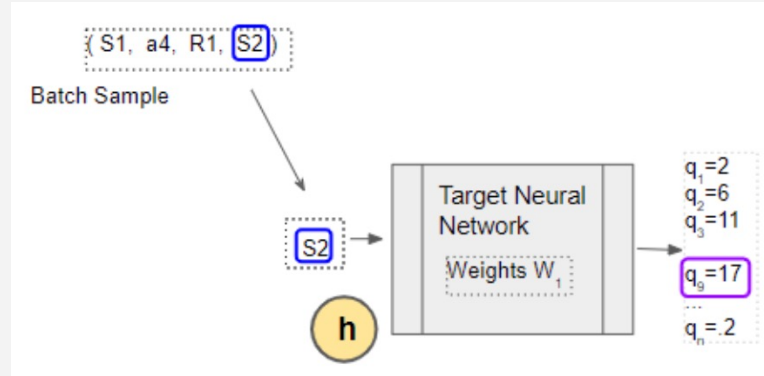 ( S1, a4, R1, S2 )
Batch Sample
S2
h
Target Neural
Network
Weights W₁
q₁=2
q₂=6
q₃=11
q₉=17
...
qₙ=.2